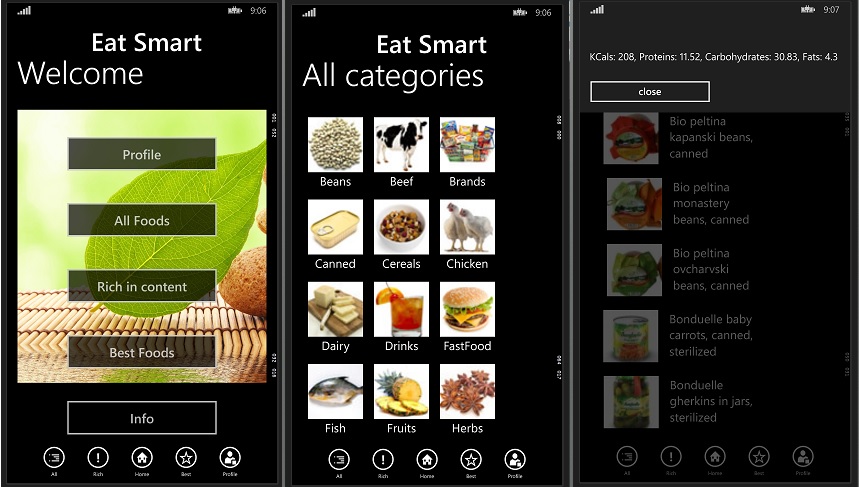 9:06
Eat Smart
Welcome
Profile
All Foods
Rich in content
Best Foods
Info
All
Rich
Home
Best
Profile
9:06
Eat Smart
All categories
Beans
Beef
Brands
Canned
Cereals
Chicken
Dairy
Drinks
FastFood
Fish
Fruits
Herbs
All
Rich
Home
Best
Profile
9:07
KCals: 208, Proteins: 11.52, Carbohydrates: 30.83, Fats: 4.3
close
Bio peltina
kapanski beans,
canned
Bio peltina
monastery
beans, canned
Bio peltina
ovcharvski
beans, canned
Bonduelle baby
carrots, canned,
sterilized
Bonduelle
gherkins in jars,
sterilized
All
Rich
Home
Best
Profile